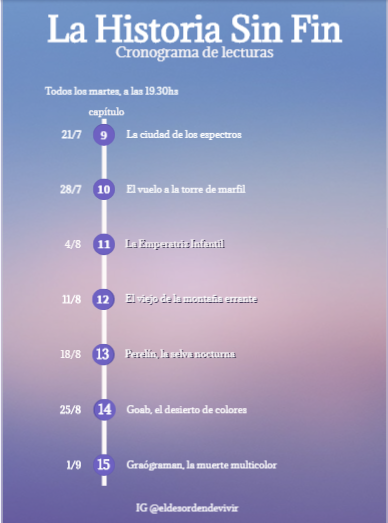 La Historia Sin Fin
Cronograma de lecturas
Todos los martes, a las 19.30hs
capítulo
21/7 9 La ciudad de los espectros
28/7 10 El vuelo a la torre de marfil
4/8 11 La Emperatris Infantil
11/8 12 El viejo de la montaña errante
18/8 13 Perelín, la selva nocturna
25/8 14 Goab, el desierto de colores
1/9 15 Graógraman, la muerte multicolor
IG @eldesordendevivir